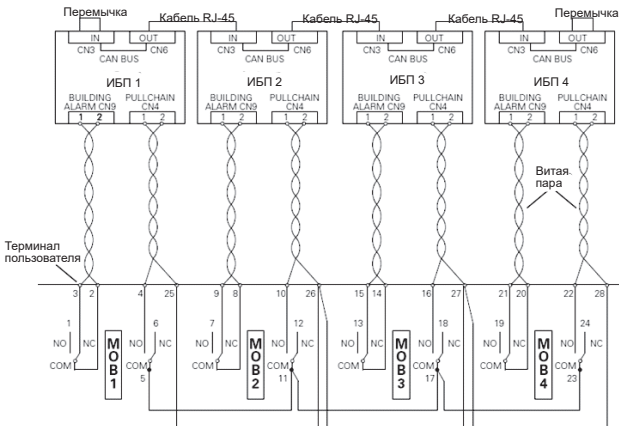 Перемычка Кабель RJ-45 Кабель RJ-45 Кабель RJ-45 Перемычка
IN OUT IN OUT IN OUT IN OUT
CN3 CN6 CN3 CN6 CN3 CN6 CN3 CN6
CAN BUS CAN BUS CAN BUS CAN BUS
ИБП 1 ИБП 2 ИБП 3 ИБП 4
BUILDING PULLCHAIN BUILDING PULLCHAIN BUILDING PULLCHAIN BUILDING PULLCHAIN
ALARM CN9 CN4 ALARM CN9 CN4 ALARM CN9 CN4 ALARM CN9 CN4
1 2 1 2 1 2 1 2 1 2 1 2 1 2 1 2
Витая
пара
Терминал
пользователя
3 2 4 25 9 8 10 26 15 14 16 27 21 20 22 28
1 6 7 12 13 18 19 24
NO NC NO NC NO NC NO NC NO NC NO NC NO NC NO NC
COM COM COM COM COM COM COM COM
5 11 17 23
MOB1 MOB2 MOB3 MOB4